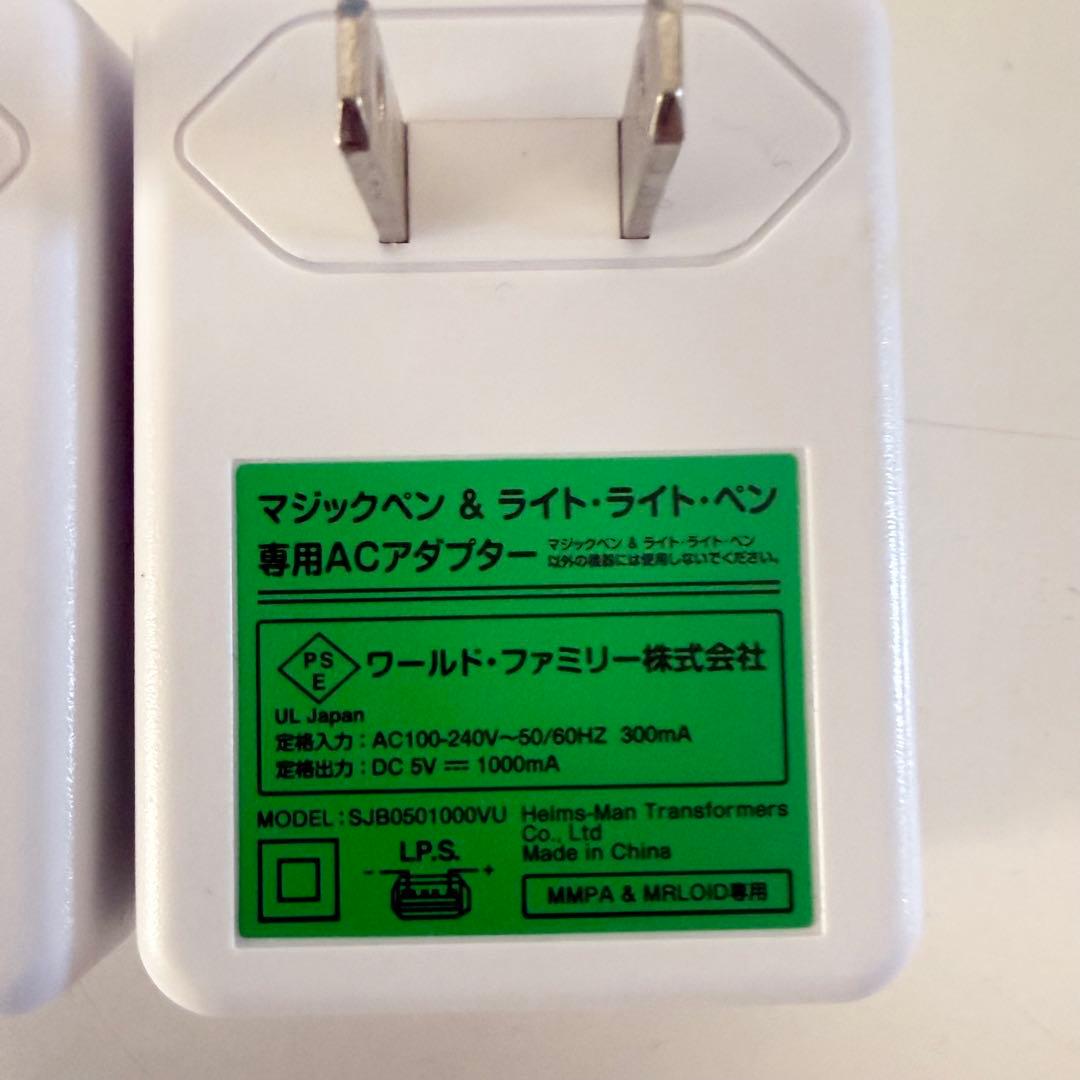 マジックペン & ライト・ライト・ペン
専用ACアダプター
マジックペン & ライト・ライト・ペン
以外の機器には使用しないでください。
PS
E
ワールド・ファミリー株式会社
UL Japan
定格入力：AC100-240V～50/60HZ 300mA
定格出力：DC 5V ⎓ 1000mA
MODEL：SJB0501000VU
Helms-Man Transformers
Co., Ltd
Made in China
L.P.S.
- +
MMPA & MRLOID専用